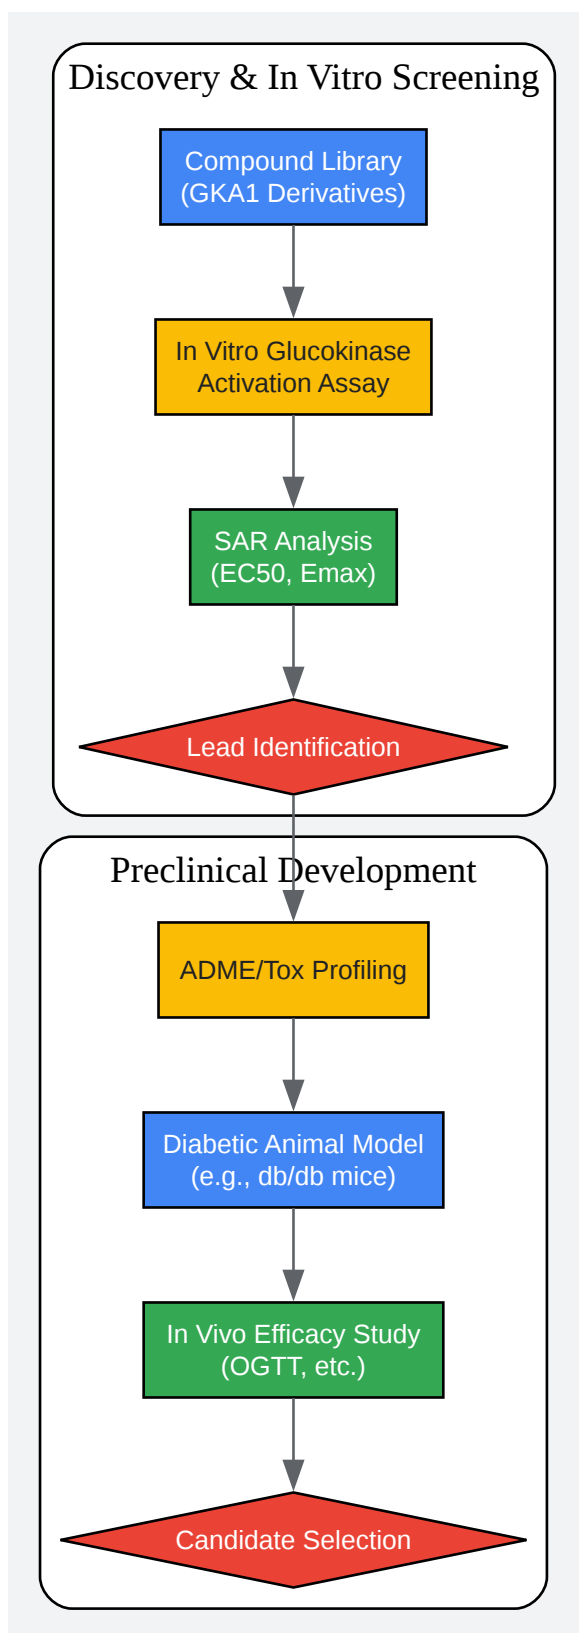 Discovery & In Vitro Screening
Compound Library
(GKA1 Derivatives)
In Vitro Glucokinase
Activation Assay
SAR Analysis
(EC50, Emax)
Lead Identification
Preclinical Development
ADME/Tox Profiling
Diabetic Animal Model
(e.g., db/db mice)
In Vivo Efficacy Study
(OGTT, etc.)
Candidate Selection